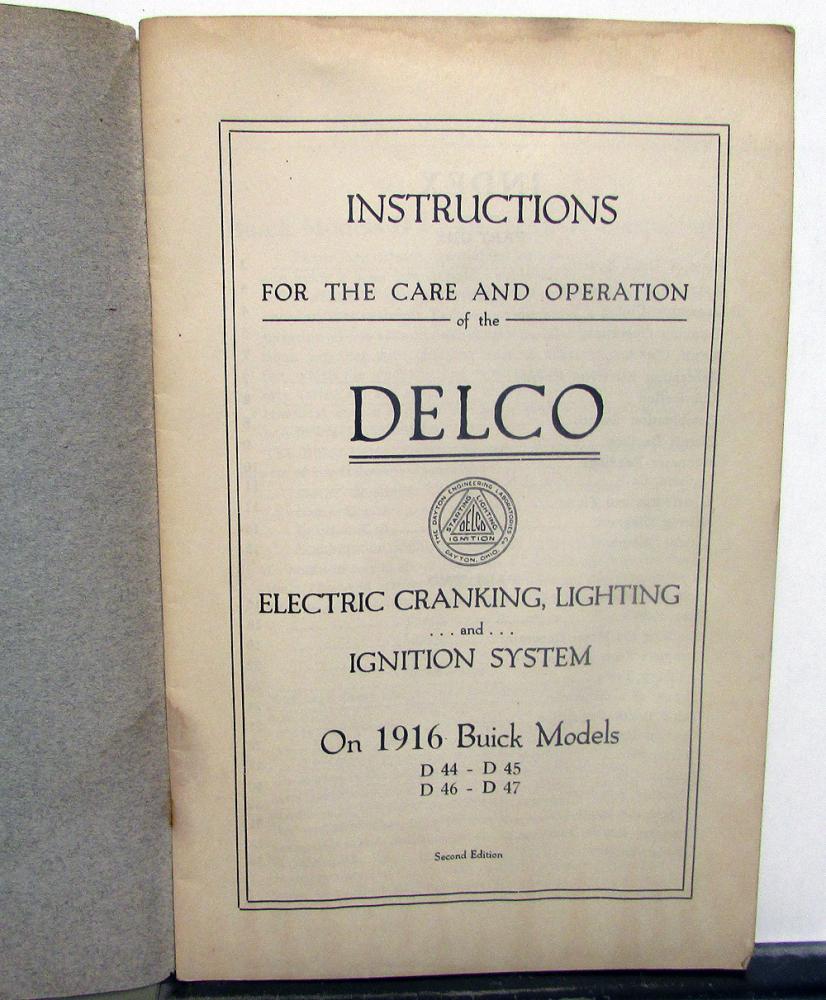 INSTRUCTIONS
FOR THE CARE AND OPERATION
of the
DELCO
THE DAYTON ENGINEERING LABORATORIES Co.
STARTING LIGHTING
DELCO
IGNITION
DAYTON, OHIO.
ELECTRIC CRANKING, LIGHTING
...and...
IGNITION SYSTEM
On 1916 Buick Models
D 44 - D 45
D 46 - D 47
Second Edition